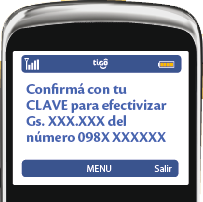 tigo
Confirmá con tu
CLAVE para efectivizar
Gs. XXX.XXX del
número 098X XXXXXX
MENU Salir